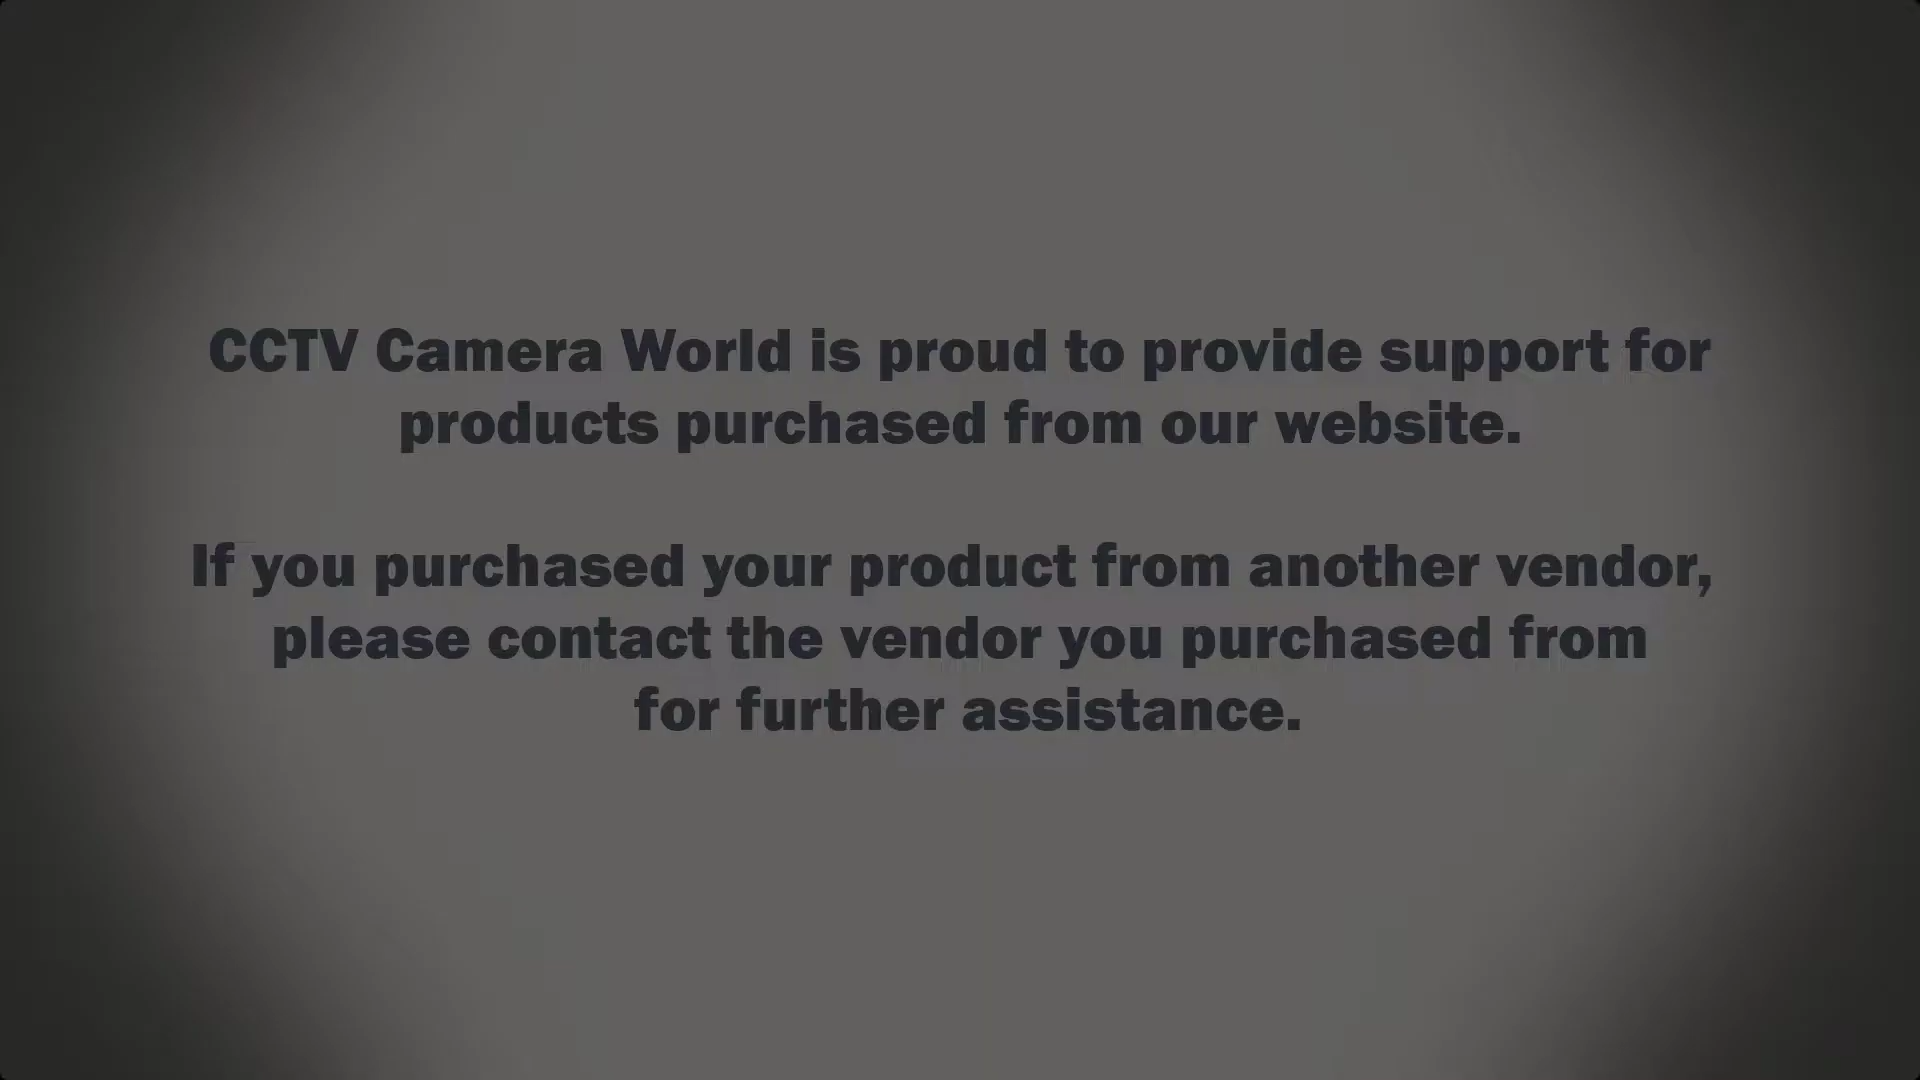 CCTV Camera World is proud to provide support for
products purchased from our website.
If you purchased your product from another vendor,
please contact the vendor you purchased from
for further assistance.